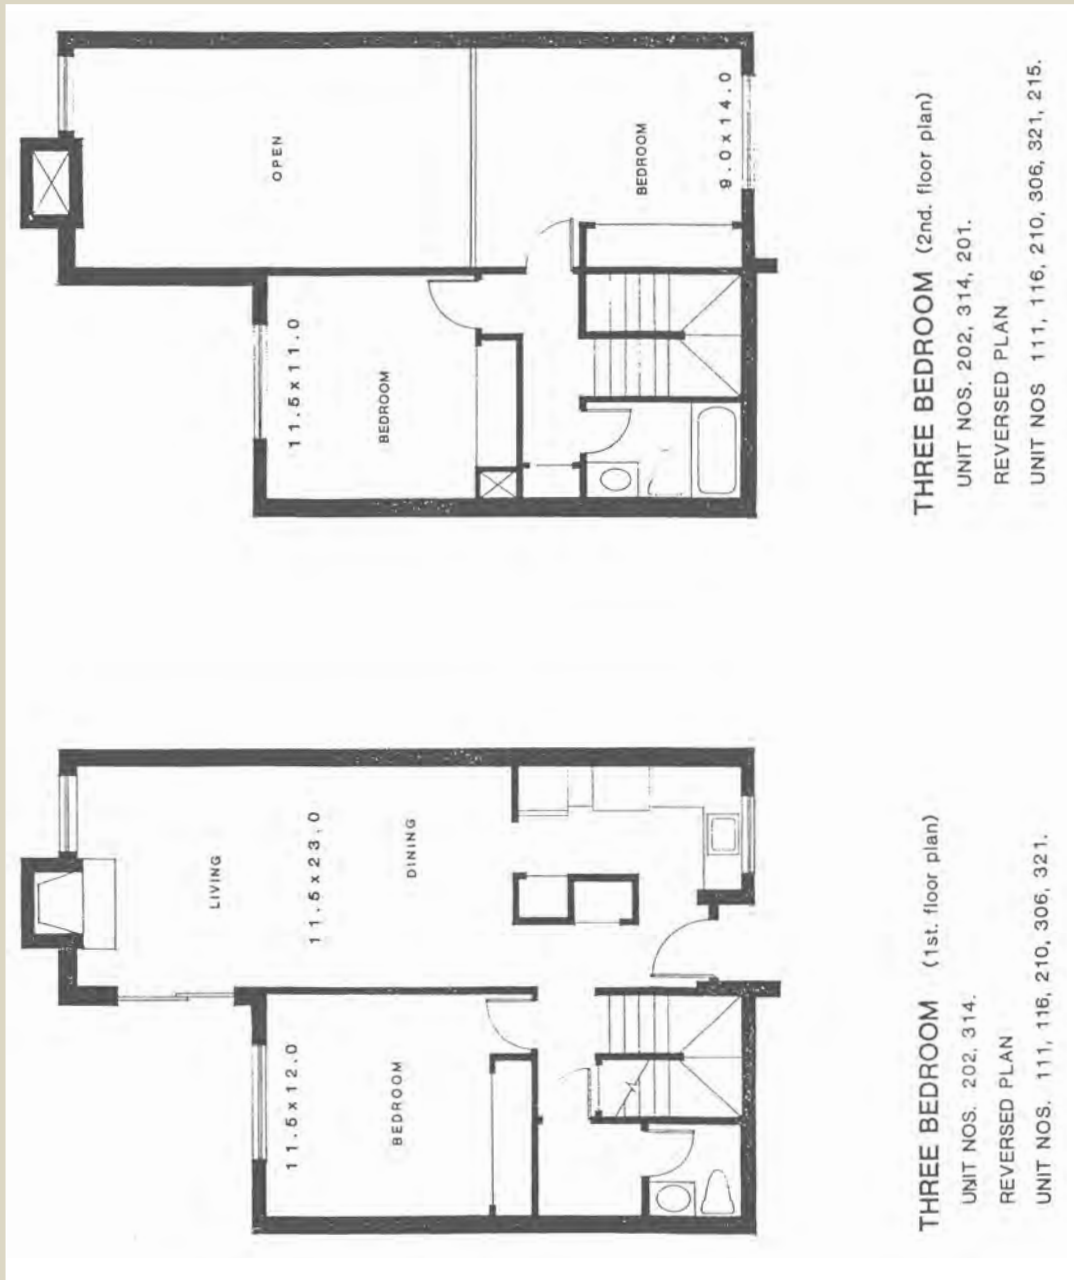 LIVING
11.5 x 23.0
DINING
11.5 x 12.0
BEDROOM
THREE BEDROOM (1st. floor plan)
UNIT NOS. 202, 314.
REVERSED PLAN
UNIT NOS. 111, 116, 210, 306, 321.
OPEN
BEDROOM
9.0 x 14.0
11.5 x 11.0
BEDROOM
THREE BEDROOM (2nd. floor plan)
UNIT NOS. 202, 314, 201.
REVERSED PLAN
UNIT NOS 111, 116, 210, 306, 321, 215.